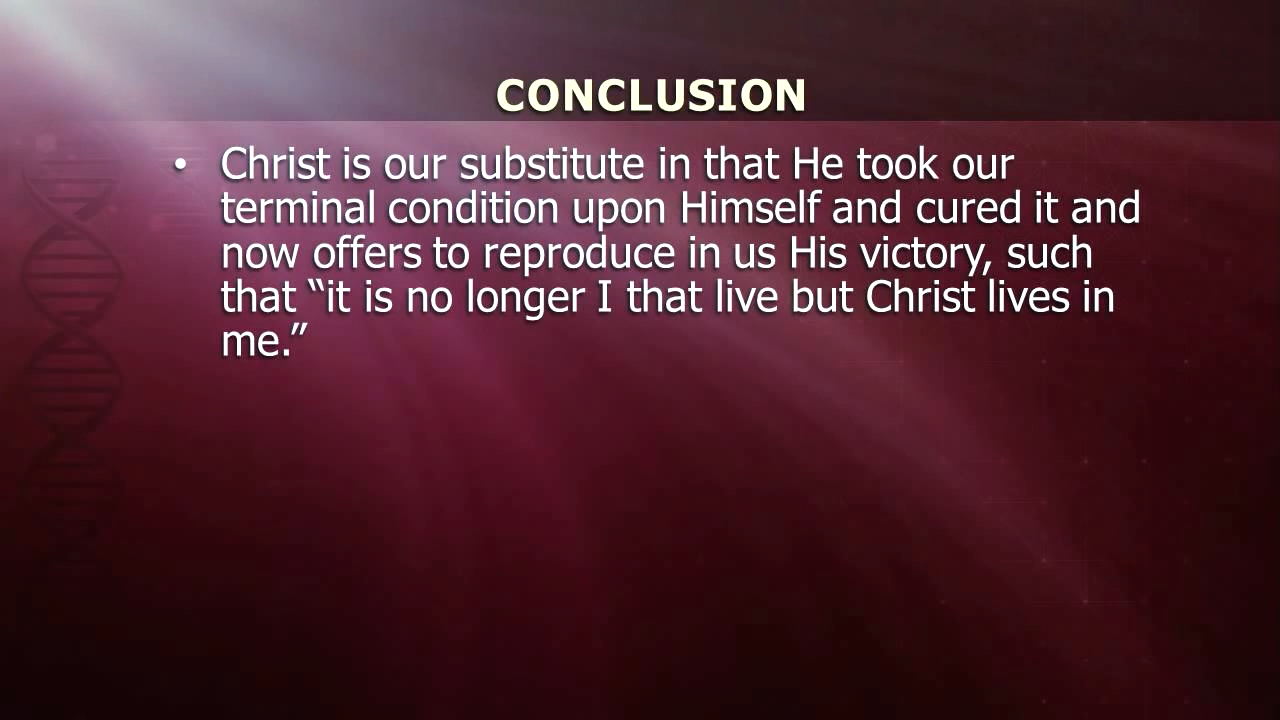 CONCLUSION
• Christ is our substitute in that He took our
terminal condition upon Himself and cured it and
now offers to reproduce in us His victory, such
that “it is no longer I that live but Christ lives in
me.”